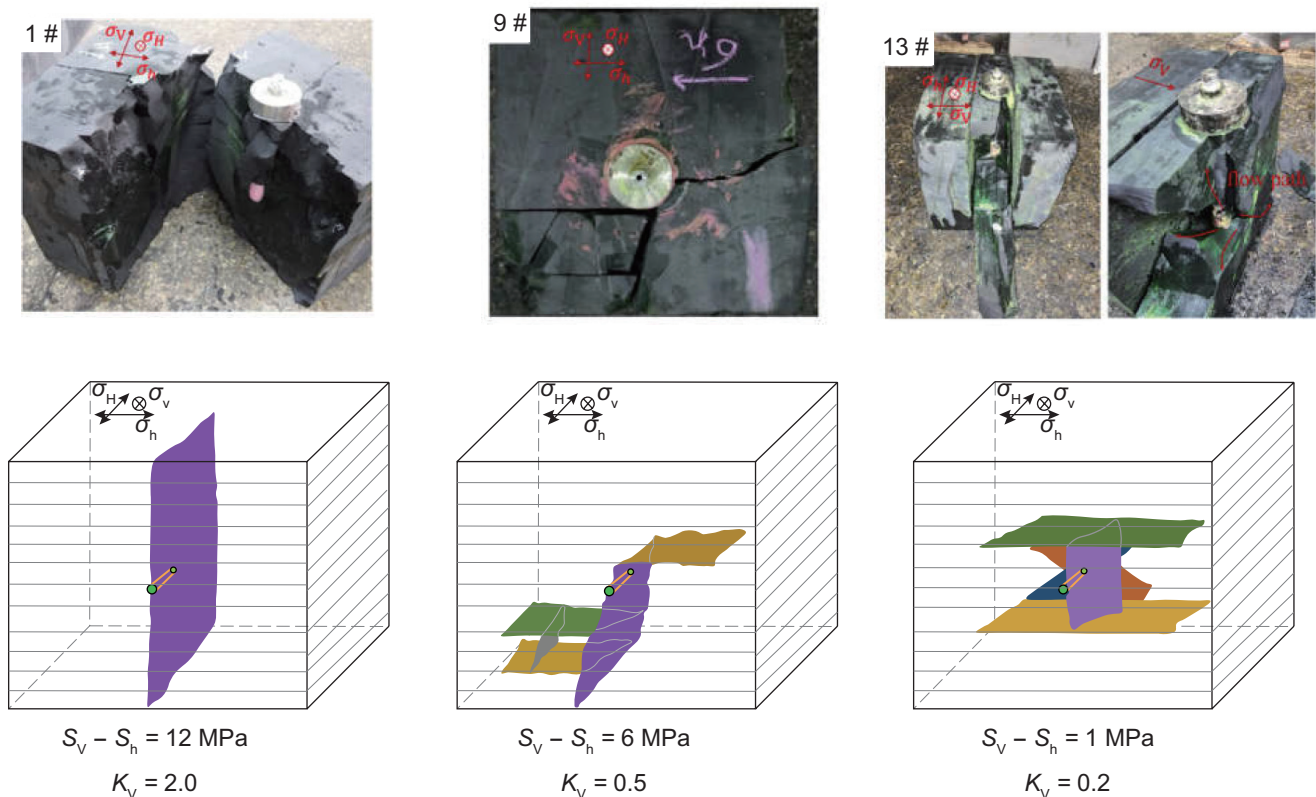 1 #
σV
σH
σh
9 #
σV
σH
σh
13 #
σh
σH
σV
σV
flow path
σH
σv
σh
σH
σv
σh
σH
σv
σh
SV – Sh = 12 MPa
SV – Sh = 6 MPa
SV – Sh = 1 MPa
KV = 2.0
KV = 0.5
KV = 0.2